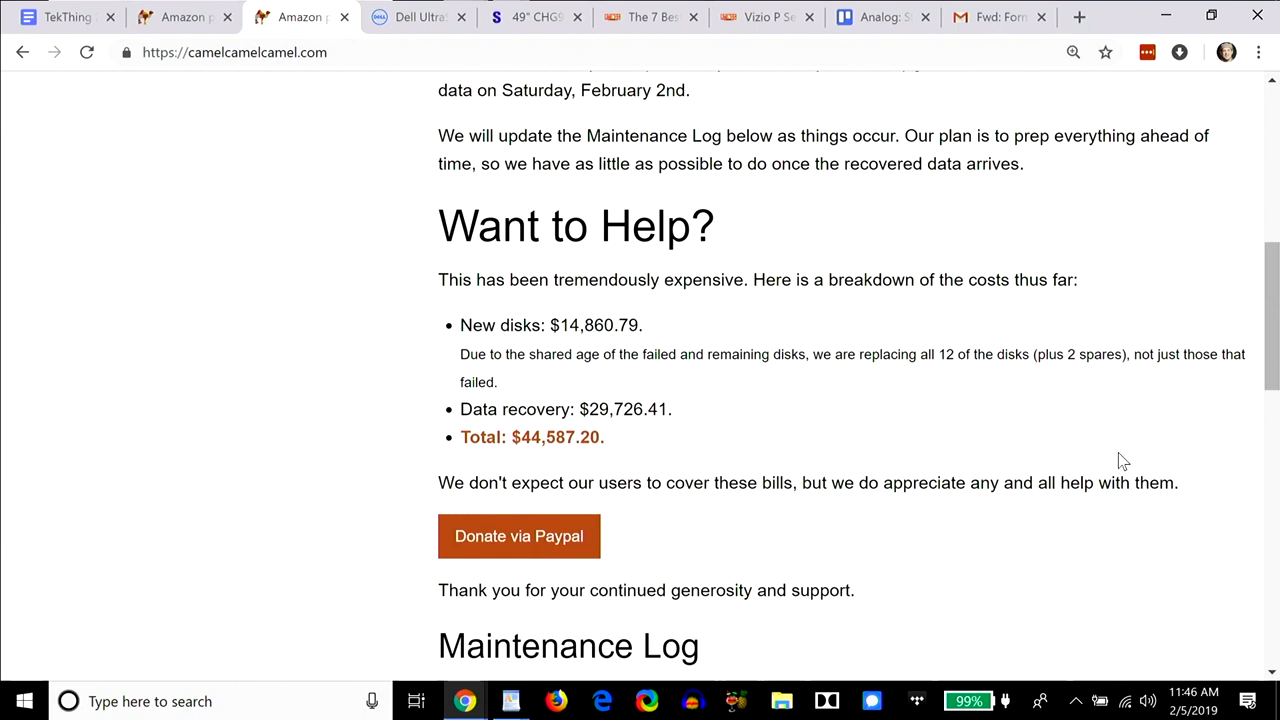 TekThing
Amazon p
Amazon p
Dell UltraS
49" CHG9
The 7 Bes
Vizio P Se
Analog: S
Fwd: Forn
https://camelcamelcamel.com
data on Saturday, February 2nd.
We will update the Maintenance Log below as things occur. Our plan is to prep everything ahead of
time, so we have as little as possible to do once the recovered data arrives.
Want to Help?
This has been tremendously expensive. Here is a breakdown of the costs thus far:
• New disks: $14,860.79.
Due to the shared age of the failed and remaining disks, we are replacing all 12 of the disks (plus 2 spares), not just those that
failed.
• Data recovery: $29,726.41.
• Total: $44,587.20.
We don't expect our users to cover these bills, but we do appreciate any and all help with them.
Donate via Paypal
Thank you for your continued generosity and support.
Maintenance Log
Type here to search
99%
11:46 AM
2/5/2019